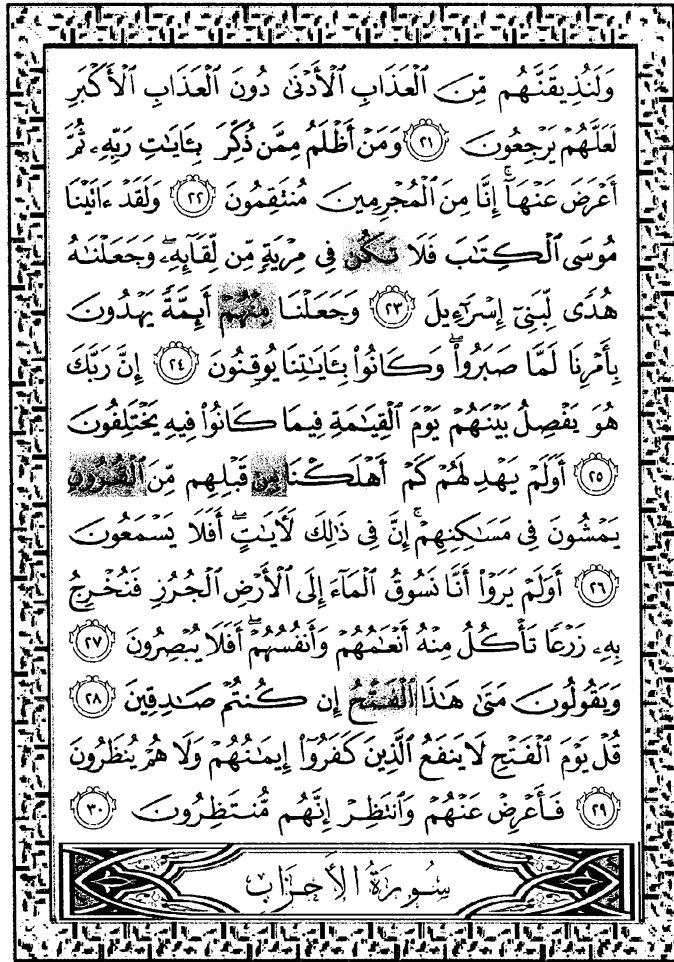 وَلَنُذِيقَنَّهُم مِّنَ ٱلْعَذَابِ ٱلْأَدْنَىٰ دُونَ ٱلْعَذَابِ ٱلْأَكْبَرِ
لَعَلَّهُمْ يَرْجِعُونَ ٢١ وَمَنْ أَظْلَمُ مِمَّن ذُكِّرَ بِـَٔايَـٰتِ رَبِّهِۦ ثُمَّ
أَعْرَضَ عَنْهَآ ۚ إِنَّا مِنَ ٱلْمُجْرِمِينَ مُنتَقِمُونَ ٢٢ وَلَقَدْ ءَاتَيْنَا
مُوسَى ٱلْكِتَـٰبَ فَلَا تَكُن فِى مِرْيَةٍ مِّن لِّقَآئِهِۦ ۖ وَجَعَلْنَـٰهُ
هُدًى لِّبَنِىٓ إِسْرَٰٓءِيلَ ٢٣ وَجَعَلْنَا مِنْهُمْ أَئِمَّةً يَهْدُونَ
بِأَمْرِنَا لَمَّا صَبَرُوا۟ ۖ وَكَانُوا۟ بِـَٔايَـٰتِنَا يُوقِنُونَ ٢٤ إِنَّ رَبَّكَ
هُوَ يَفْصِلُ بَيْنَهُمْ يَوْمَ ٱلْقِيَـٰمَةِ فِيمَا كَانُوا۟ فِيهِ يَخْتَلِفُونَ
٢٥ أَوَلَمْ يَهْدِ لَهُمْ كَمْ أَهْلَكْنَا مِن قَبْلِهِم مِّنَ ٱلْقُرُونِ
يَمْشُونَ فِى مَسَـٰكِنِهِمْ ۚ إِنَّ فِى ذَٰلِكَ لَـَٔايَـٰتٍ ۖ أَفَلَا يَسْمَعُونَ
٢٦ أَوَلَمْ يَرَوْا۟ أَنَّا نَسُوقُ ٱلْمَآءَ إِلَى ٱلْأَرْضِ ٱلْجُرُزِ فَنُخْرِجُ
بِهِۦ زَرْعًا تَأْكُلُ مِنْهُ أَنْعَـٰمُهُمْ وَأَنفُسُهُمْ ۖ أَفَلَا يُبْصِرُونَ ٢٧
وَيَقُولُونَ مَتَىٰ هَـٰذَا ٱلْفَتْحُ إِن كُنتُمْ صَـٰدِقِينَ ٢٨
قُلْ يَوْمَ ٱلْفَتْحِ لَا يَنفَعُ ٱلَّذِينَ كَفَرُوٓا۟ إِيمَـٰنُهُمْ وَلَا هُمْ يُنظَرُونَ
٢٩ فَأَعْرِضْ عَنْهُمْ وَٱنتَظِرْ إِنَّهُم مُّنتَظِرُونَ ٣٠
سُورَةُ الأَحْزَابِ